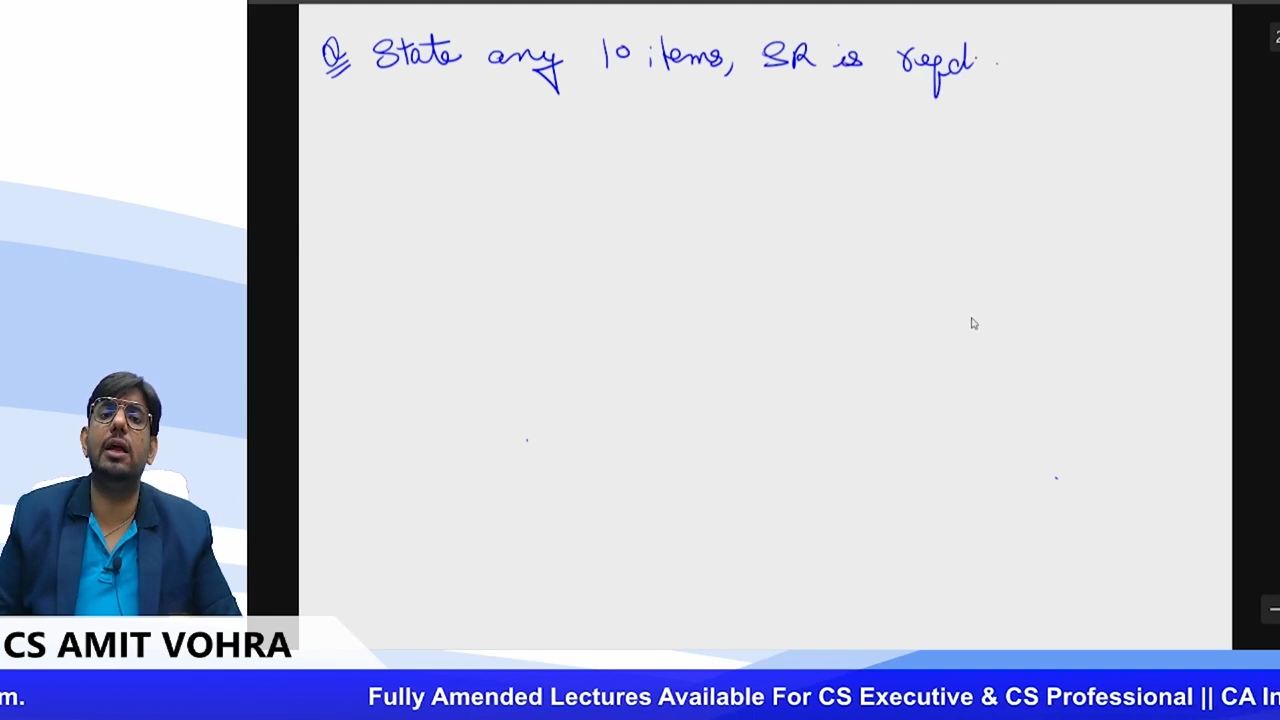 Q State any 10 items, SR is reqd.
CS AMIT VOHRA
m. Fully Amended Lectures Available For CS Executive & CS Professional || CA In